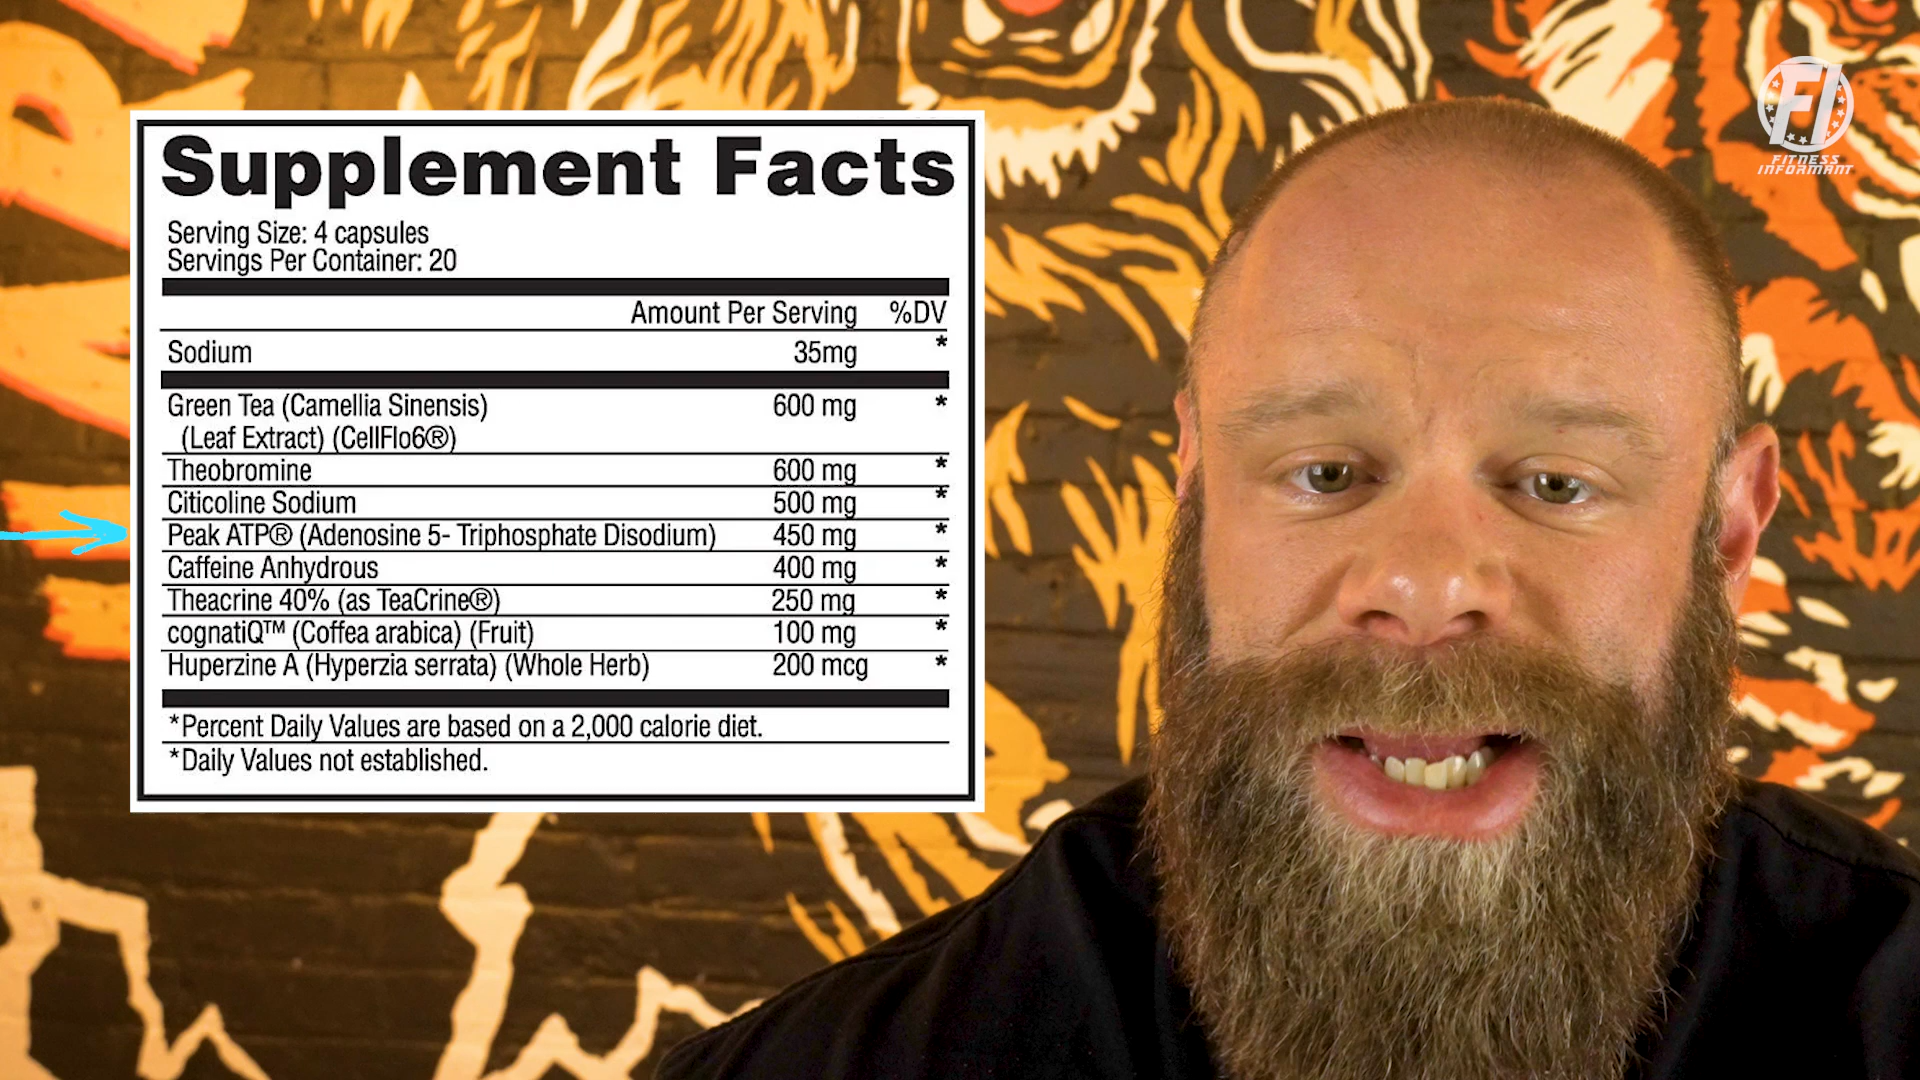 Supplement Facts
Serving Size: 4 capsules
Servings Per Container: 20
Amount Per Serving %DV
Sodium 35mg *
Green Tea (Camellia Sinensis) 600 mg *
(Leaf Extract) (CellFlo6®)
Theobromine 600 mg *
Citicoline Sodium 500 mg *
Peak ATP® (Adenosine 5- Triphosphate Disodium) 450 mg *
Caffeine Anhydrous 400 mg *
Theacrine 40% (as TeaCrine®) 250 mg *
cognatiQ™ (Coffea arabica) (Fruit) 100 mg *
Huperzine A (Hyperzia serrata) (Whole Herb) 200 mcg *
*Percent Daily Values are based on a 2,000 calorie diet.
*Daily Values not established.
FI
FITNESS
INFORMANT